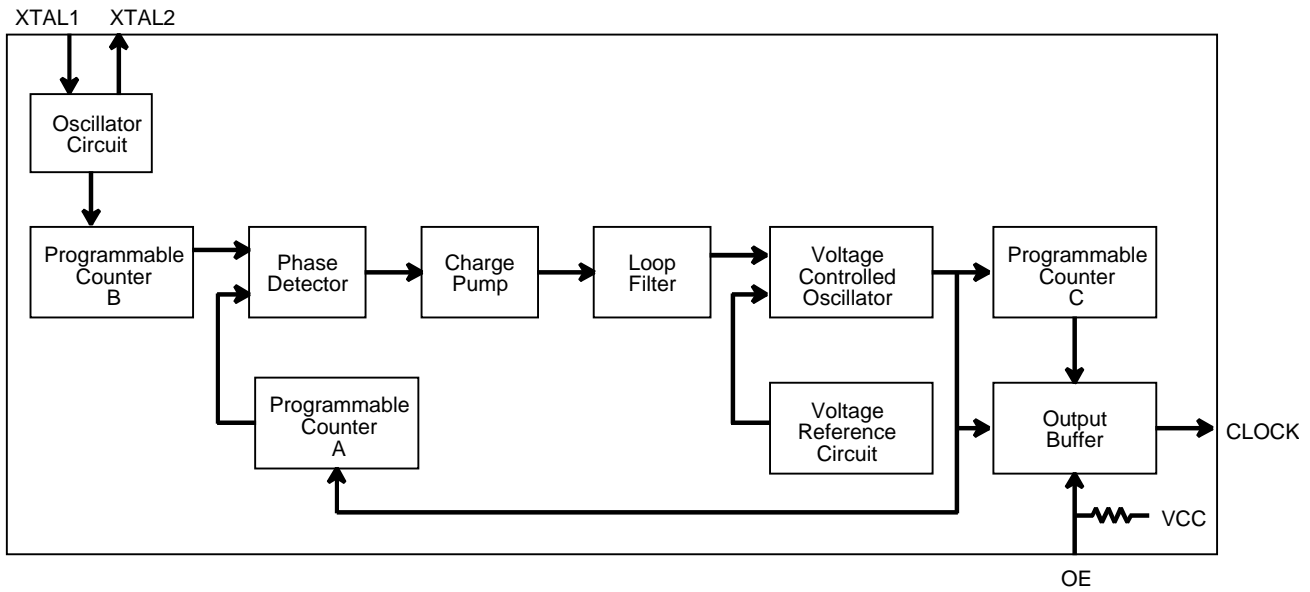 XTAL1 XTAL2
Oscillator
Circuit
Programmable
Counter
B
Phase
Detector
Charge
Pump
Loop
Filter
Voltage
Controlled
Oscillator
Programmable
Counter
C
Programmable
Counter
A
Voltage
Reference
Circuit
Output
Buffer
CLOCK
VCC
OE